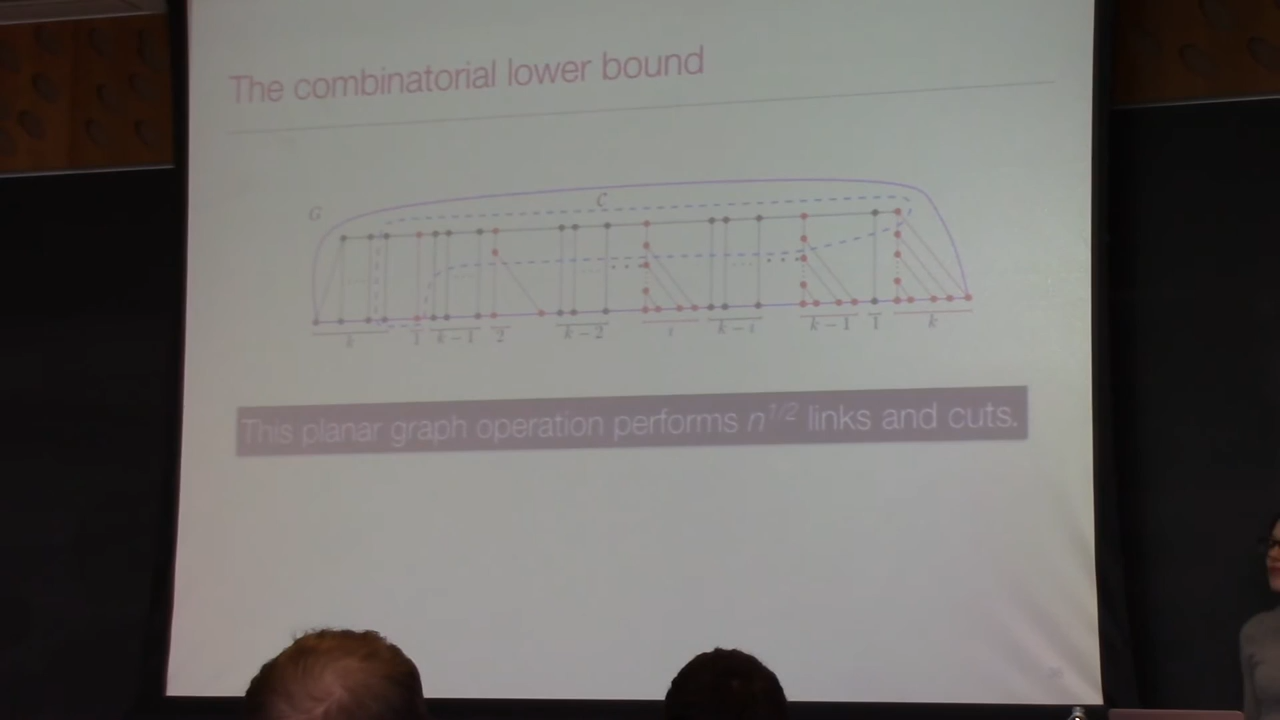 The combinatorial lower bound
G
C
k 1 k − 1 2 k − 2 i k − i k − 1 1 k
This planar graph operation performs n^{1/2} links and cuts.